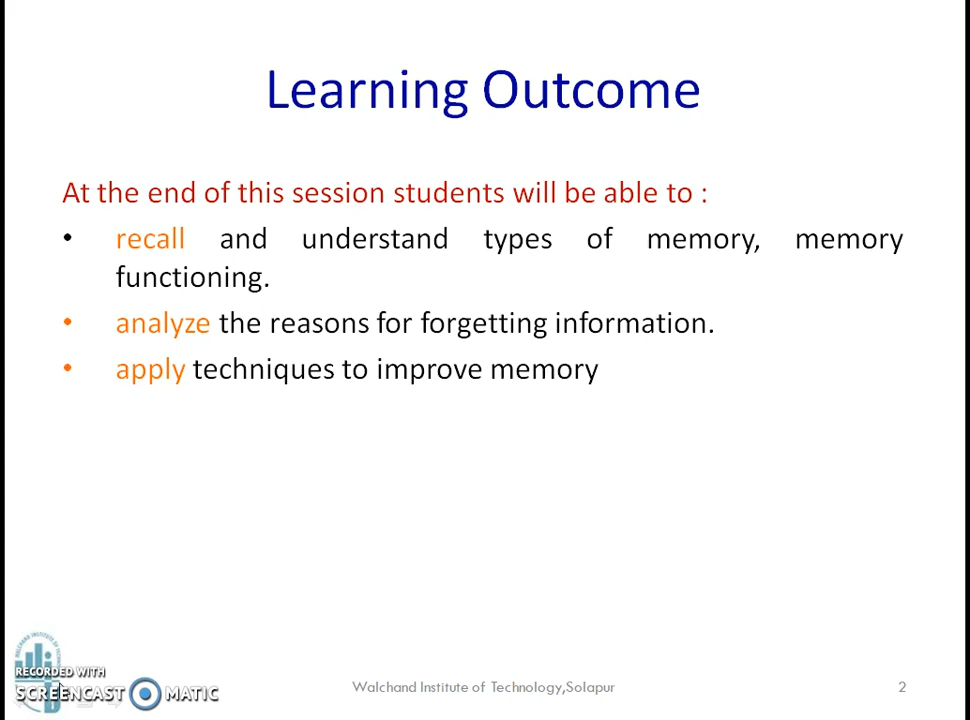 Learning Outcome
At the end of this session students will be able to :
• recall and understand types of memory, memory
functioning.
• analyze the reasons for forgetting information.
• apply techniques to improve memory
RECORDED WITH
SCREENCAST MATIC
Walchand Institute of Technology,Solapur
2